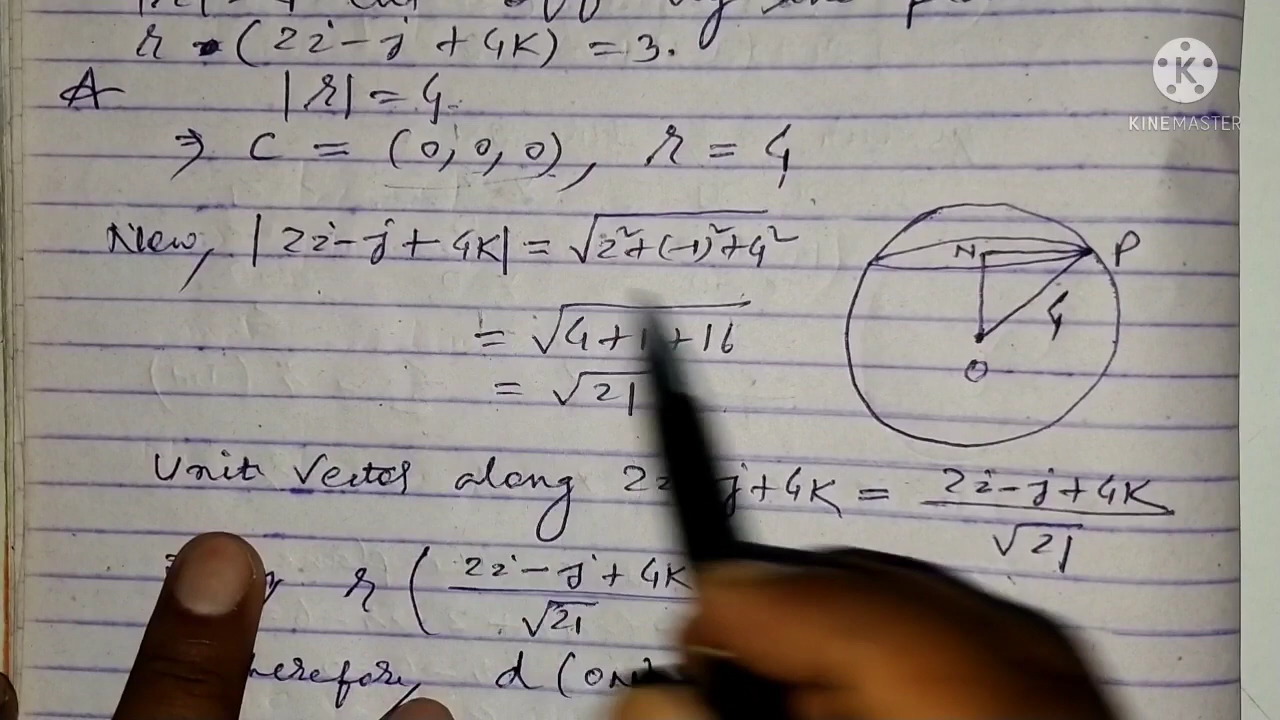 r • (2i - j + 4K) = 3.
A |r| = 4.
⇒ C = (0, 0, 0), r = 4
KINEMASTER
Now, |2i - j + 4K| = √2² + (-1)² + 4²
N P
= √4 + 1 + 16
4
= √21
O
Unit Vector along 2i - j + 4K = 2i - j + 4K / √21
r (2i - j + 4K / √21
herefore, d (on